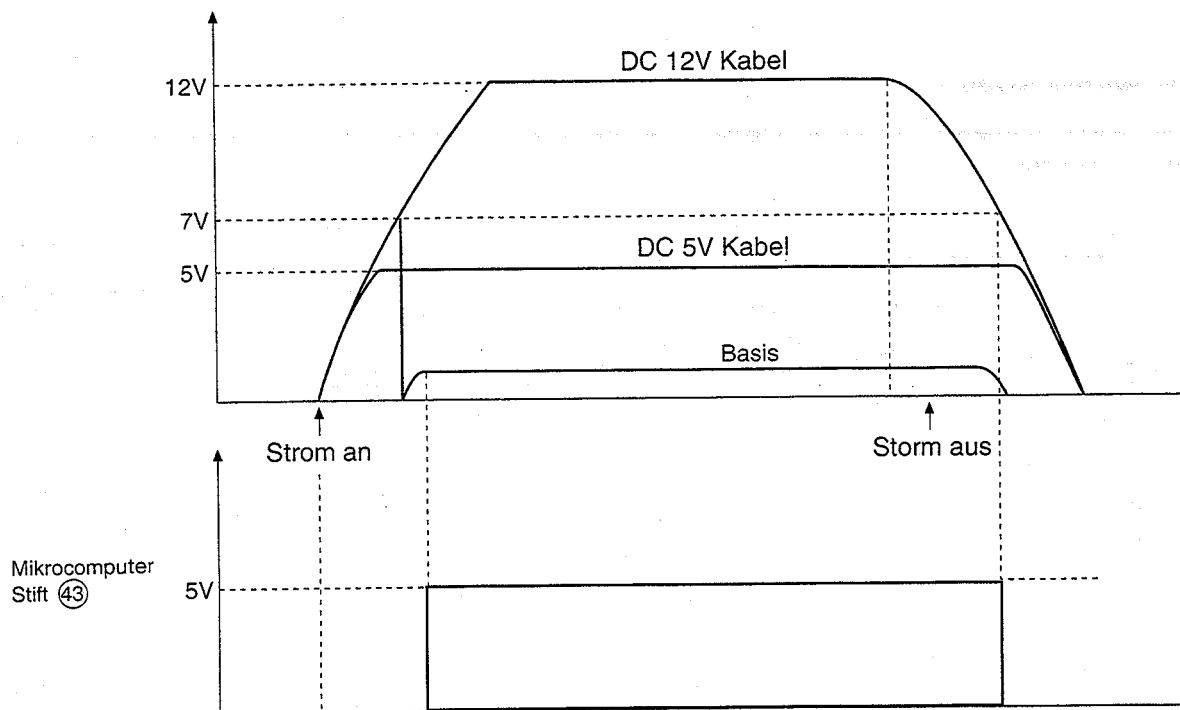 DC 12V Kabel
12V
7V
DC 5V Kabel
5V
Basis
Strom an
Storm aus
Mikrocomputer
Stift 43
5V